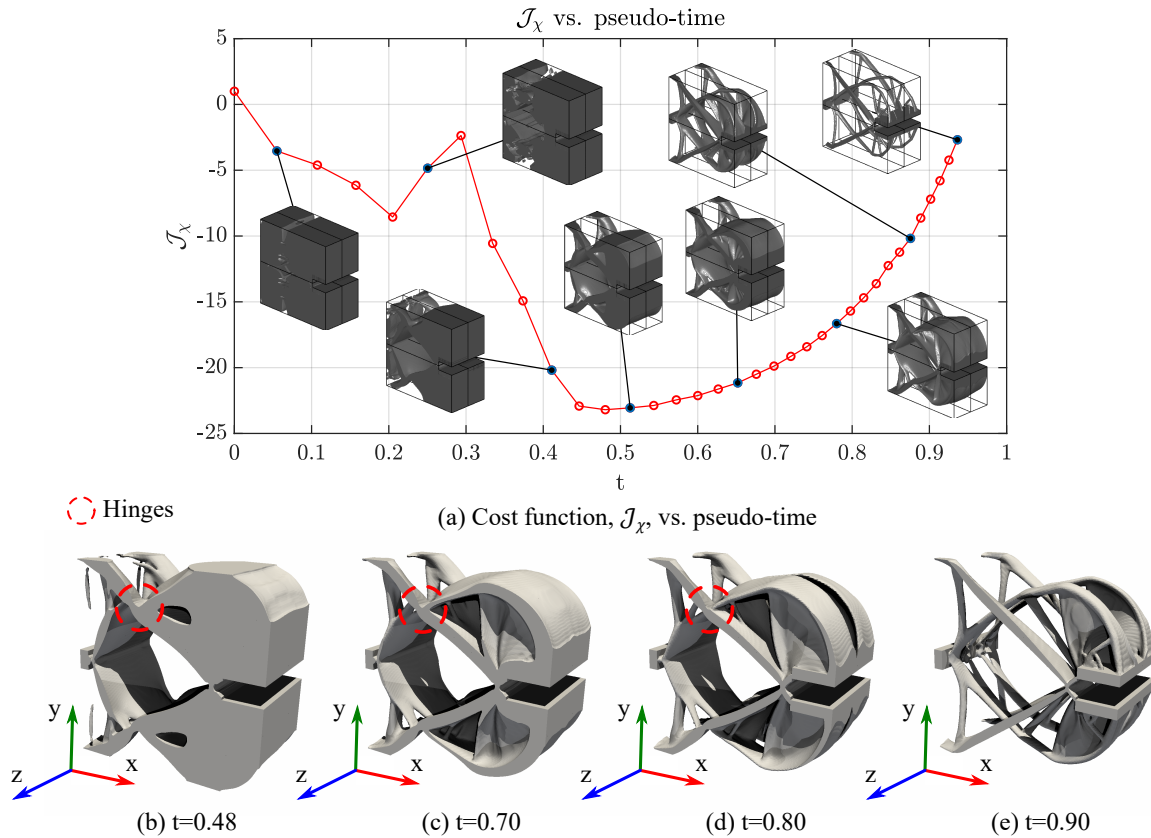 𝒥χ vs. pseudo-time
5
0
-5
-10
-15
-20
-25
𝒥χ
0 0.1 0.2 0.3 0.4 0.5 0.6 0.7 0.8 0.9 1
t
Hinges
(a) Cost function, 𝒥χ, vs. pseudo-time
y x z
y x z
y x z
y x z
(b) t=0.48 (c) t=0.70 (d) t=0.80 (e) t=0.90